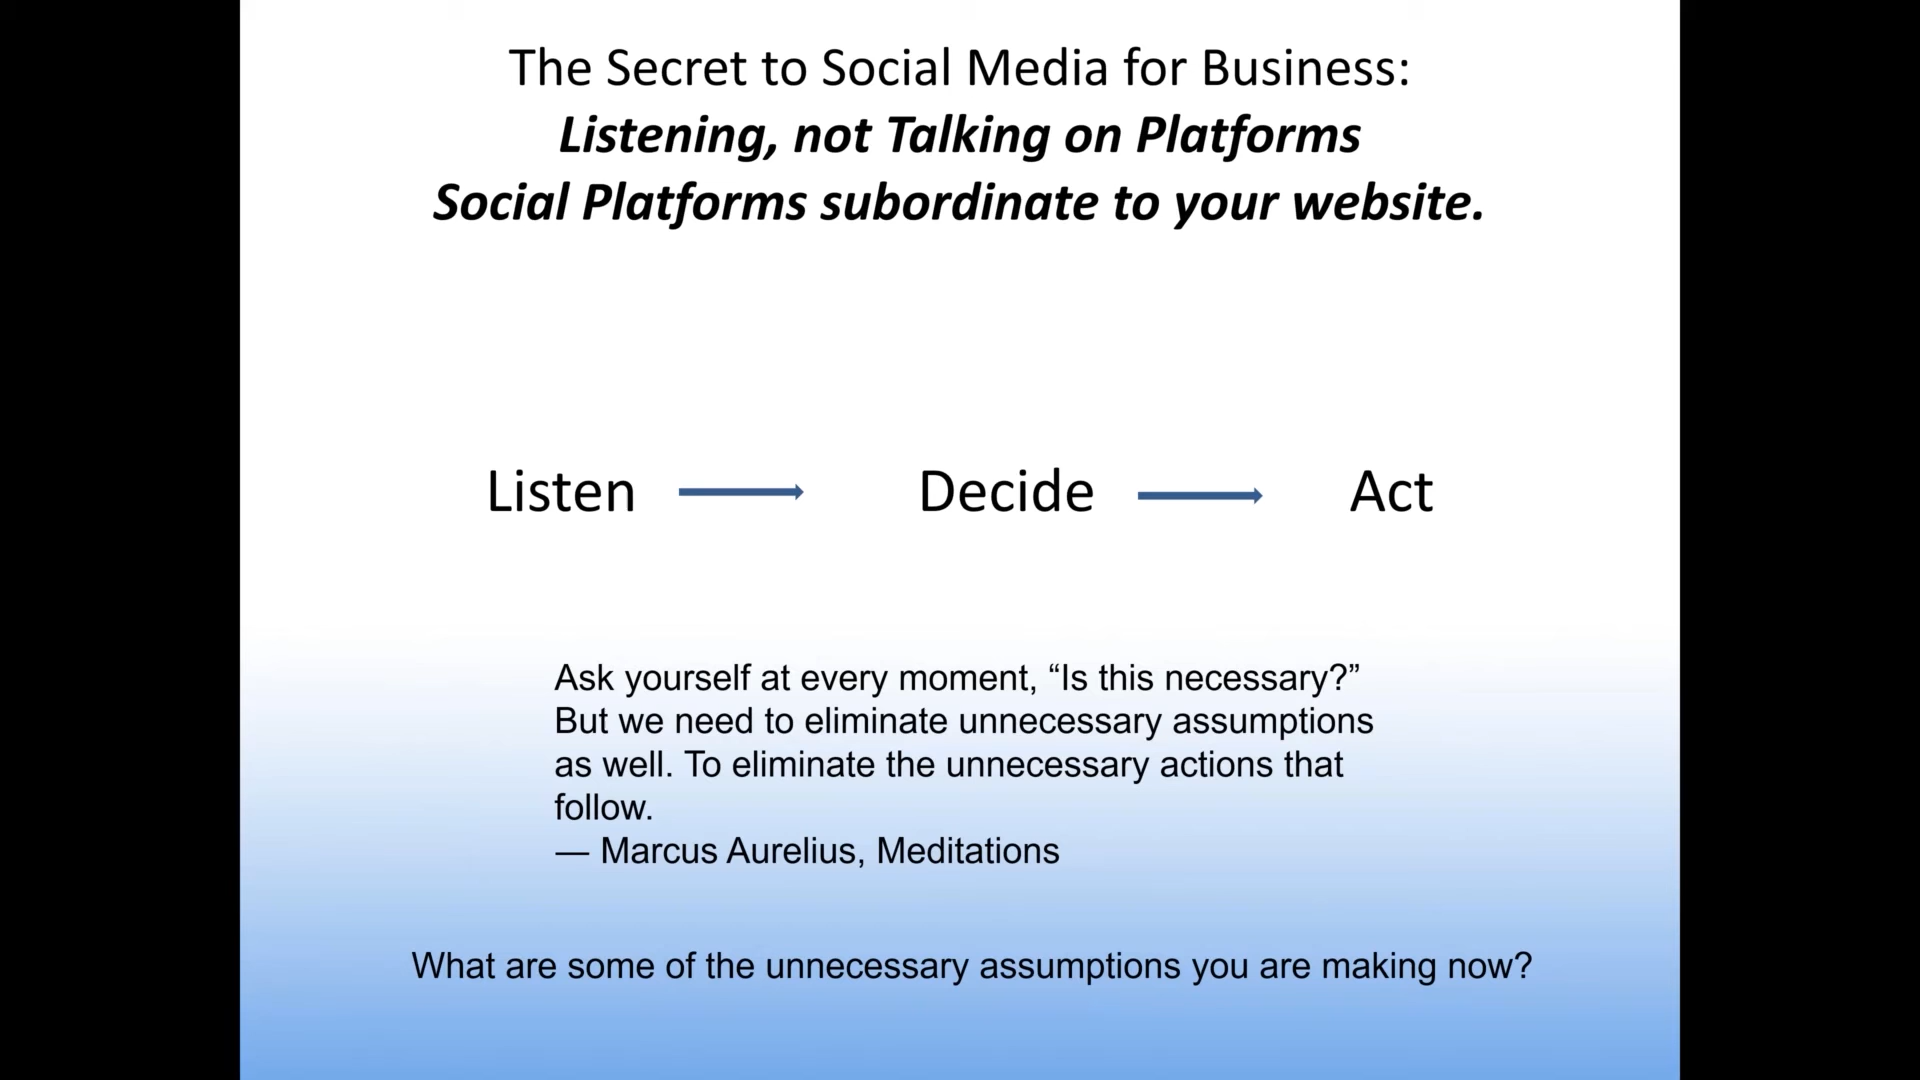 The Secret to Social Media for Business:
Listening, not Talking on Platforms
Social Platforms subordinate to your website.
Listen Decide Act
Ask yourself at every moment, “Is this necessary?”
But we need to eliminate unnecessary assumptions
as well. To eliminate the unnecessary actions that
follow.
— Marcus Aurelius, Meditations
What are some of the unnecessary assumptions you are making now?